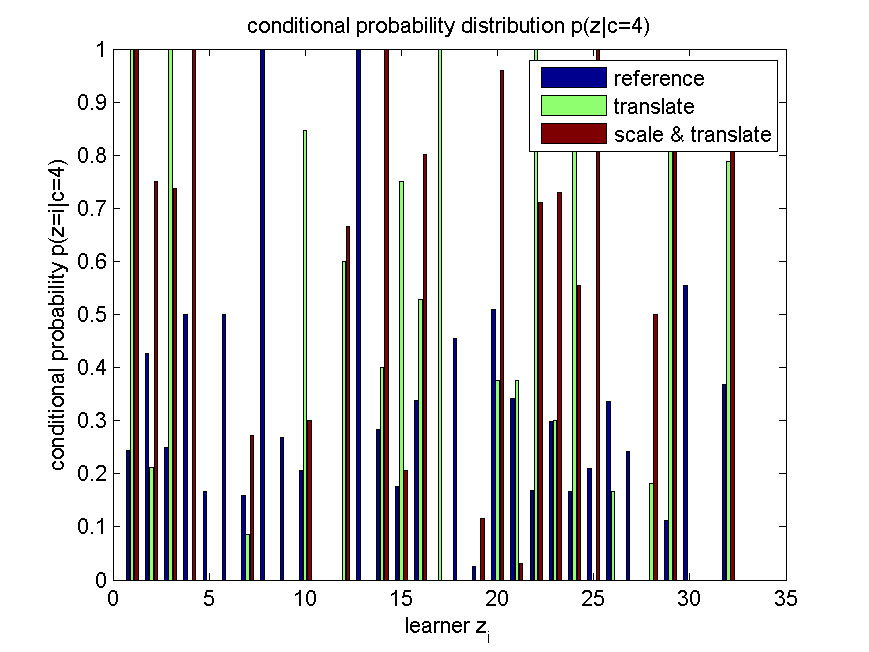 conditional probability distribution p(z|c=4)
1
0.9
0.8
0.7
0.6
0.5
0.4
0.3
0.2
0.1
0
conditional probability p(z=i|c=4)
reference
translate
scale & translate
0 5 10 15 20 25 30 35
learner z_i